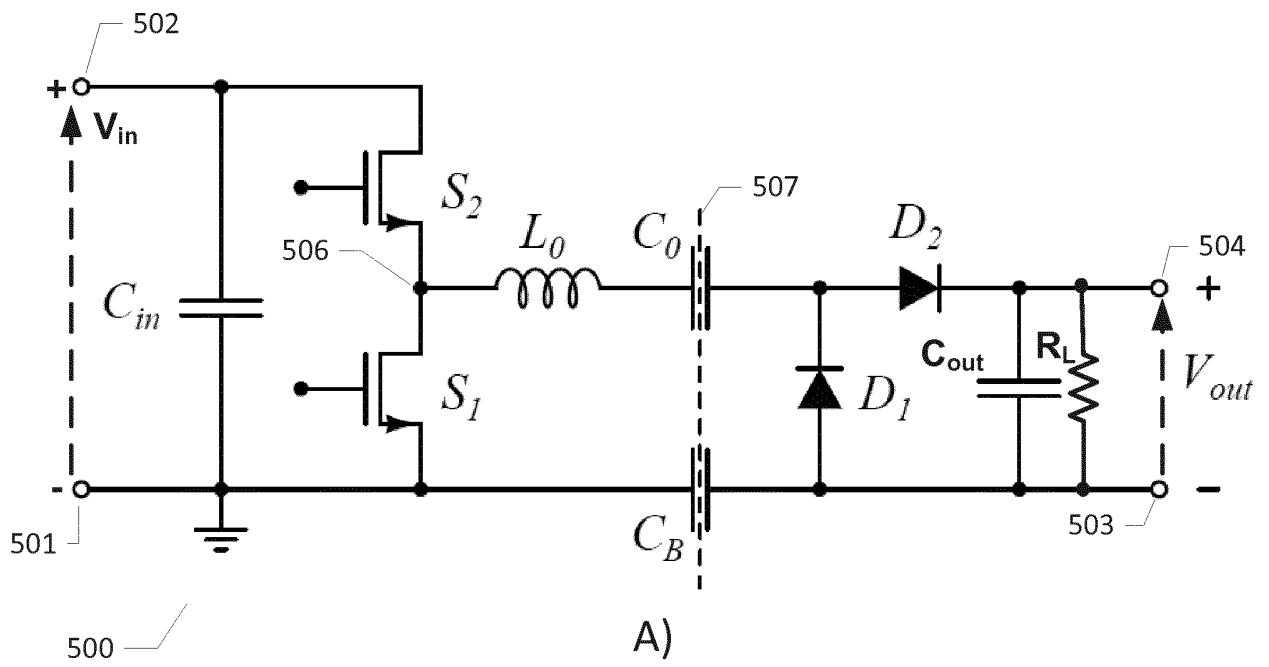 502
+
V_in
S_2
507
506
L_0
C_0
D_2
504
+
C_in
C_out
R_L
V_out
S_1
D_1
-
501
C_B
503
−
500
A)